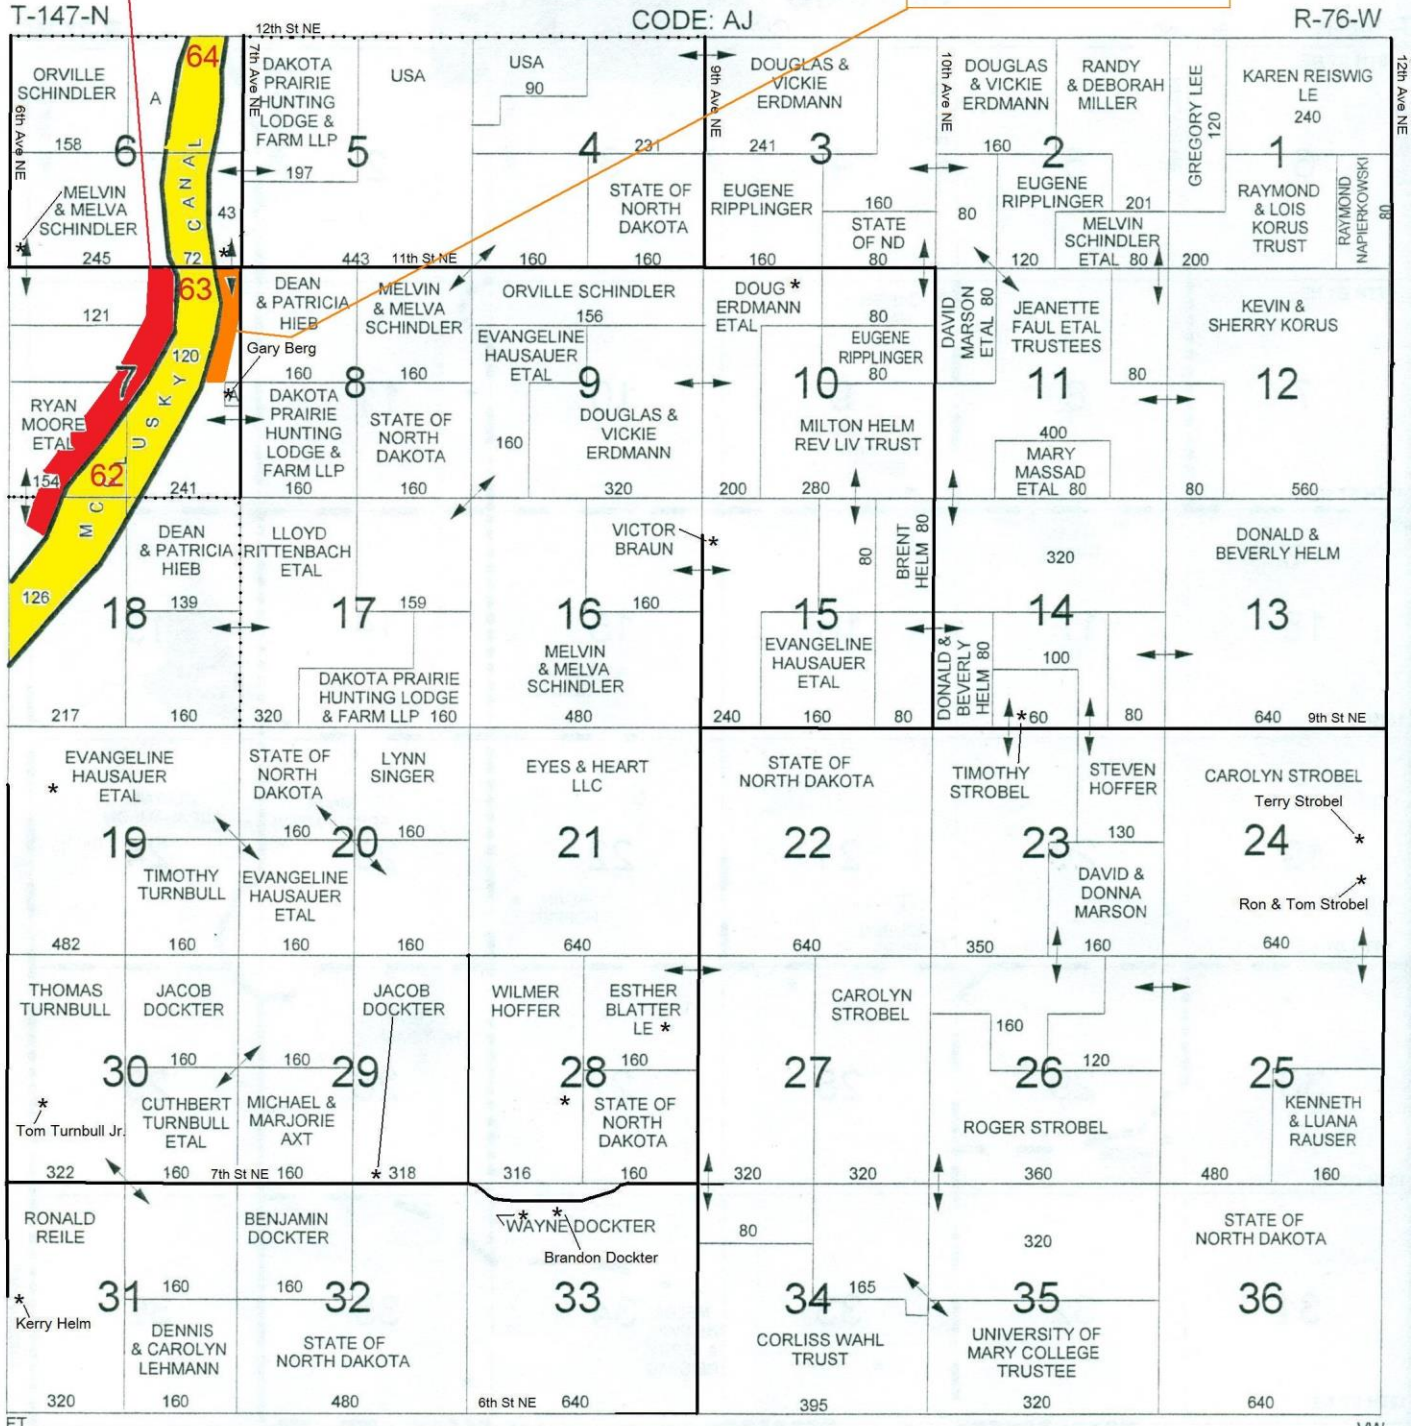 T-147-N
CODE: AJ
R-76-W
12th St NE
7th Ave NE
9th Ave NE
10th Ave NE
12th Ave NE
6th Ave NE
ORVILLE
SCHINDLER
158
A
6
64
MELVIN
& MELVA
SCHINDLER
245
43
72
CANAL
DAKOTA
PRAIRIE
HUNTING
LODGE &
FARM LLP
197
USA
5
443
11th St NE
USA
90
4
231
STATE OF
NORTH
DAKOTA
160
160
DOUGLAS &
VICKIE
ERDMANN
241
3
EUGENE
RIPPLINGER
160
160
STATE
OF ND
80
DOUGLAS
& VICKIE
ERDMANN
160
2
RANDY
& DEBORAH
MILLER
80
EUGENE
RIPPLINGER
120
201
MELVIN
SCHINDLER
ETAL 80
GREGORY LEE
120
200
KAREN REISWIG
LE
240
1
RAYMOND
& LOIS
KORUS
TRUST
RAYMOND
NAPIERKOWSKI
80
121
63
120
7
RYAN
MOORE
ETAL
154
62
MC
LUSKY
241
A
Gary Berg
DEAN
& PATRICIA
HIEB
160
8
MELVIN
& MELVA
SCHINDLER
160
DAKOTA
PRAIRIE
HUNTING
LODGE &
FARM LLP
160
STATE OF
NORTH
DAKOTA
160
ORVILLE SCHINDLER
156
EVANGELINE
HAUSAUER
ETAL
160
9
DOUGLAS &
VICKIE
ERDMANN
320
DOUG *
ERDMANN
ETAL
200
80
EUGENE
RIPPLINGER
80
10
MILTON HELM
REV LIV TRUST
280
DAVID
MARSON
ETAL 80
JEANETTE
FAUL ETAL
TRUSTEES
11
80
400
MARY
MASSAD
ETAL 80
KEVIN &
SHERRY KORUS
12
80
560
126
18
DEAN
& PATRICIA
HIEB
139
217
160
LLOYD
RITTENBACH
ETAL
17
159
320
DAKOTA PRAIRIE
HUNTING LODGE
& FARM LLP 160
VICTOR
BRAUN
16
160
MELVIN
& MELVA
SCHINDLER
480
80
BRENT
HELM 80
15
EVANGELINE
HAUSAUER
ETAL
240
160
80
320
14
DONALD &
BEVERLY
HELM 80
100
60
80
DONALD &
BEVERLY HELM
13
640
9th St NE
EVANGELINE
HAUSAUER
ETAL
*
19
TIMOTHY
TURNBULL
482
160
STATE OF
NORTH
DAKOTA
160
20
LYNN
SINGER
160
EVANGELINE
HAUSAUER
ETAL
160
160
EYES & HEART
LLC
21
640
STATE OF
NORTH DAKOTA
22
640
TIMOTHY
STROBEL
23
STEVEN
HOFFER
130
DAVID &
DONNA
MARSON
350
160
CAROLYN STROBEL
Terry Strobel
24
*
*
Ron & Tom Strobel
640
THOMAS
TURNBULL
JACOB
DOCKTER
30
160
*
Tom Turnbull Jr.
CUTHBERT
TURNBULL
ETAL
322
160
7th St NE
160
29
JACOB
DOCKTER
MICHAEL &
MARJORIE
AXT
160
* 318
WILMER
HOFFER
28
ESTHER
BLATTER
LE *
160
*
STATE OF
NORTH
DAKOTA
316
160
27
CAROLYN
STROBEL
320
320
160
26
120
ROGER STROBEL
360
25
KENNETH
& LUANA
RAUSER
480
160
RONALD
REILE
31
160
*
Kerry Helm
DENNIS
& CAROLYN
LEHMANN
320
160
BENJAMIN
DOCKTER
160
32
STATE OF
NORTH DAKOTA
480
* *
WAYNE DOCKTER
Brandon Dockter
33
6th St NE
640
80
34
165
CORLISS WAHL
TRUST
395
320
35
UNIVERSITY OF
MARY COLLEGE
TRUSTEE
320
STATE OF
NORTH DAKOTA
36
640